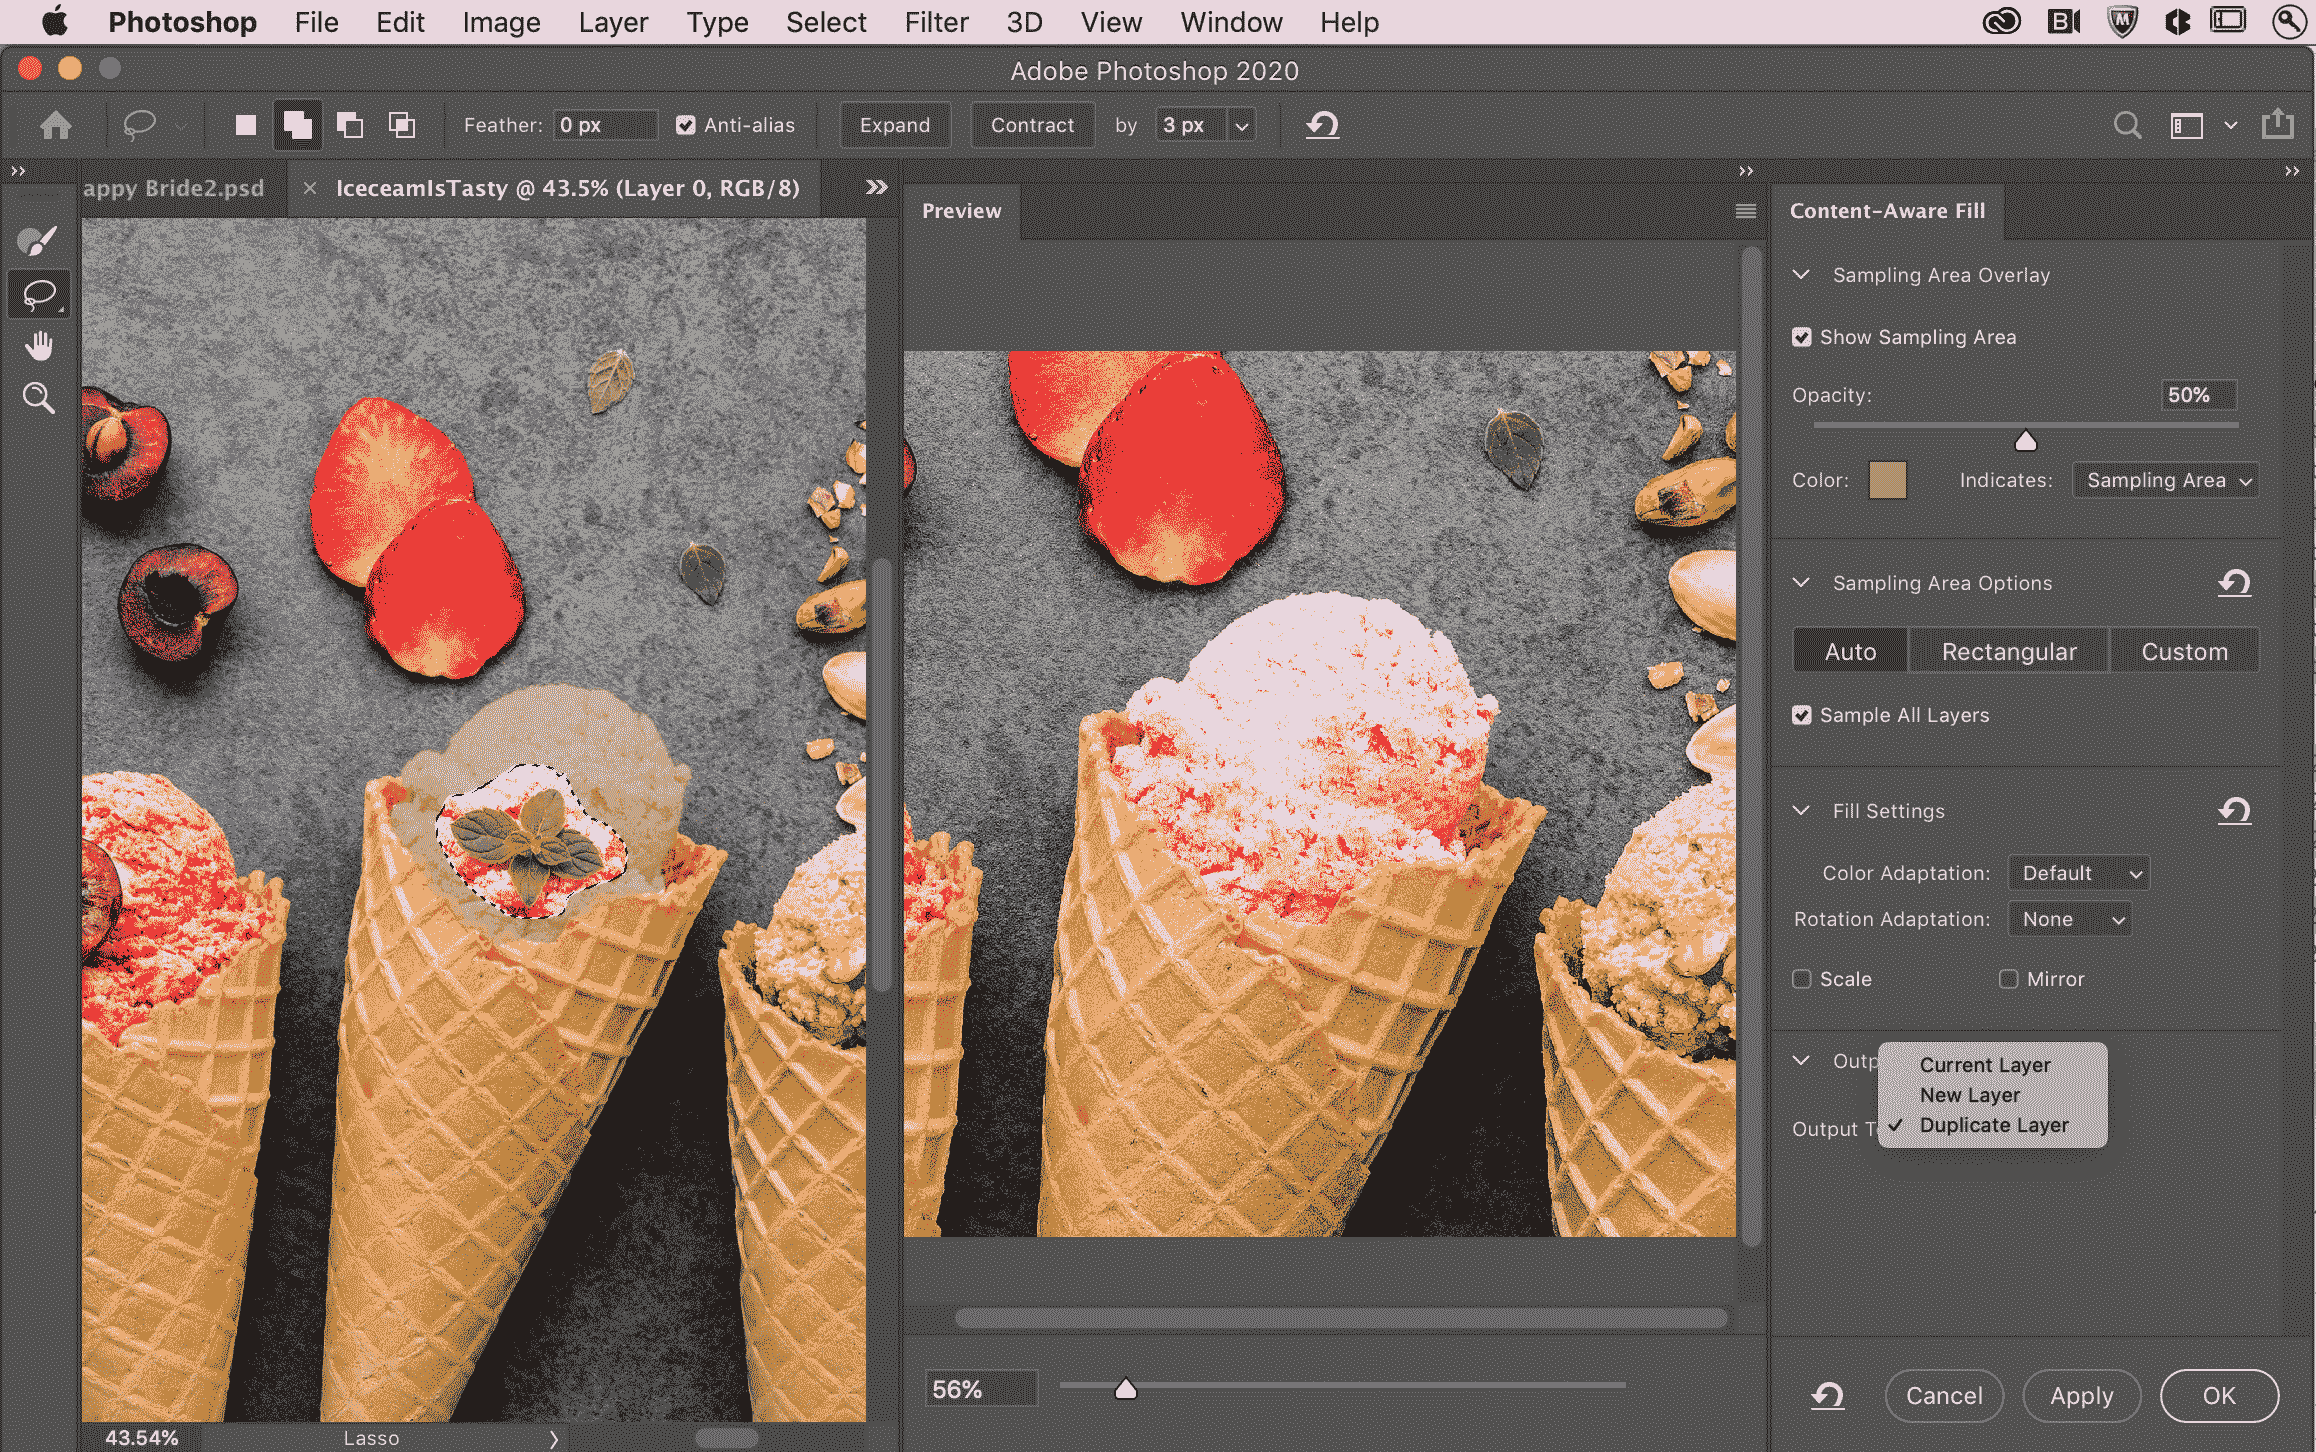 Photoshop File Edit Image Layer Type Select Filter 3D View Window Help
Adobe Photoshop 2020
Feather: 0 px Anti-alias Expand Contract by 3 px
appy Bride2.psd × IceceamIsTasty @ 43.5% (Layer 0, RGB/8)
Preview
43.54% Lasso
56%
Content-Aware Fill
Sampling Area Overlay
Show Sampling Area
Opacity: 50%
Color: Indicates: Sampling Area
Sampling Area Options
Auto Rectangular Custom
Sample All Layers
Fill Settings
Color Adaptation: Default
Rotation Adaptation: None
Scale Mirror
Outp
Current Layer
New Layer
Duplicate Layer
Output T
Cancel Apply OK